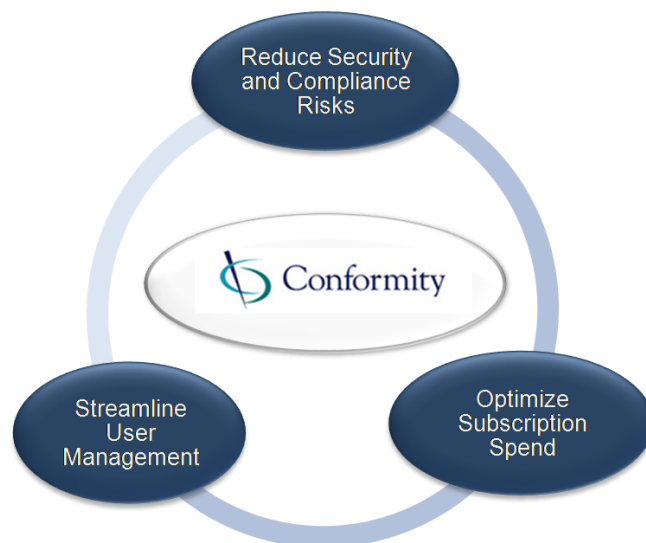 Reduce Security
and Compliance
Risks
Conformity
Streamline
User
Management
Optimize
Subscription
Spend